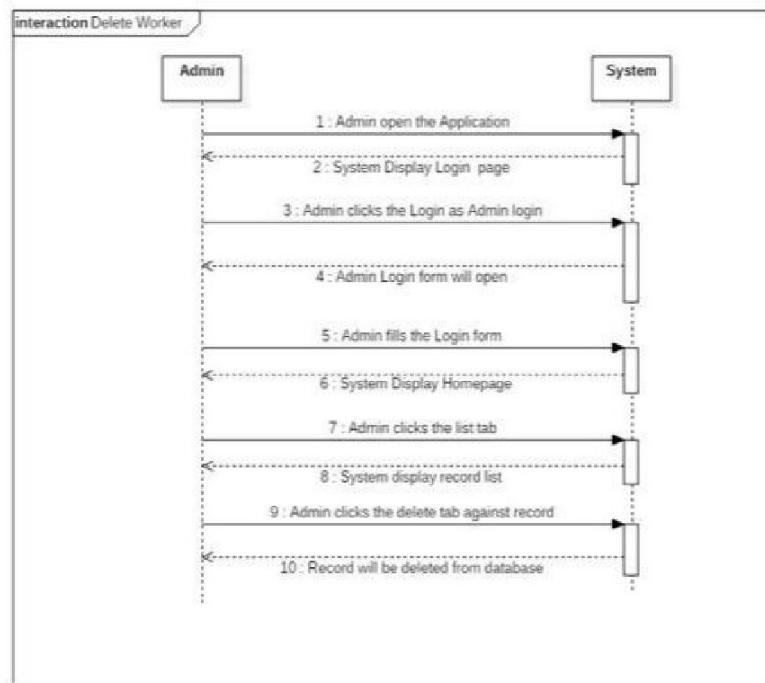 interaction Delete Worker
Admin
System
1 : Admin open the Application
2 : System Display Login page
3 : Admin clicks the Login as Admin login
4 : Admin Login form will open
5 : Admin fills the Login form
6 : System Display Homepage
7 : Admin clicks the list tab
8 : System display record list
9 : Admin clicks the delete tab against record
10 : Record will be deleted from database